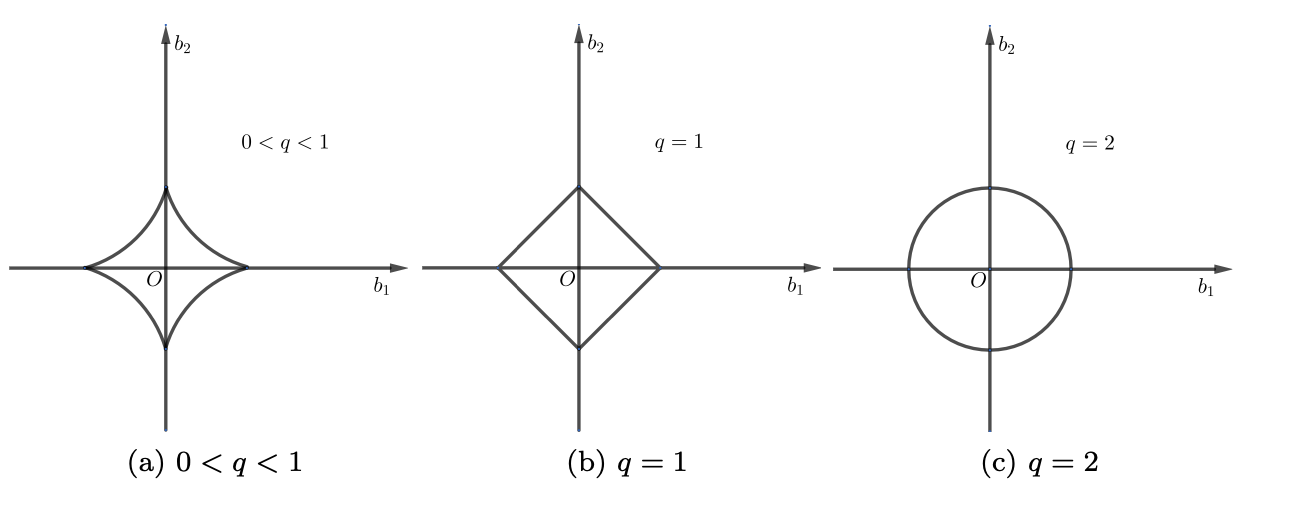 b₂
0 < q < 1
O
b₁
(a) 0 < q < 1
b₂
q = 1
O
b₁
(b) q = 1
b₂
q = 2
O
b₁
(c) q = 2